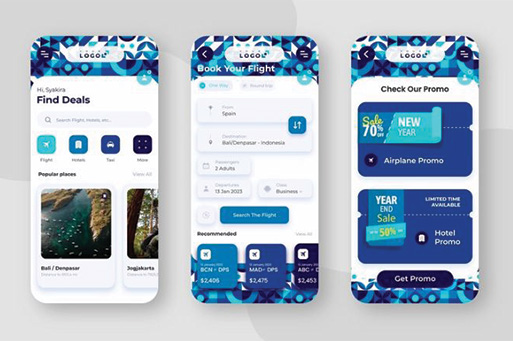 LOGO
Hi, Syakira
Find Deals
Search Flight, Hotels, etc...
Flight
Hotels
Taxi
More
Popular places
View All
Bali / Denpasar
Jogjakarta
LOGO
Book Your Flight
One Way
Round trip
From
Spain
Destination
Bali/Denpasar - Indonesia
Passengers
2 Adults
Departures
13 Jan 2023
Class
Business -
Search The Flight
Recommended
View All
BCN - DPS
$2,406
MAD - DPS
$2,475
ABC -
$2,453
LOGO
Check Our Promo
Sale
70%
OFF
NEW
YEAR
Airplane Promo
YEAR
END
Sale
50%
OFF
LIMITED TIME
AVAILABLE
Hotel
Promo
Get Promo